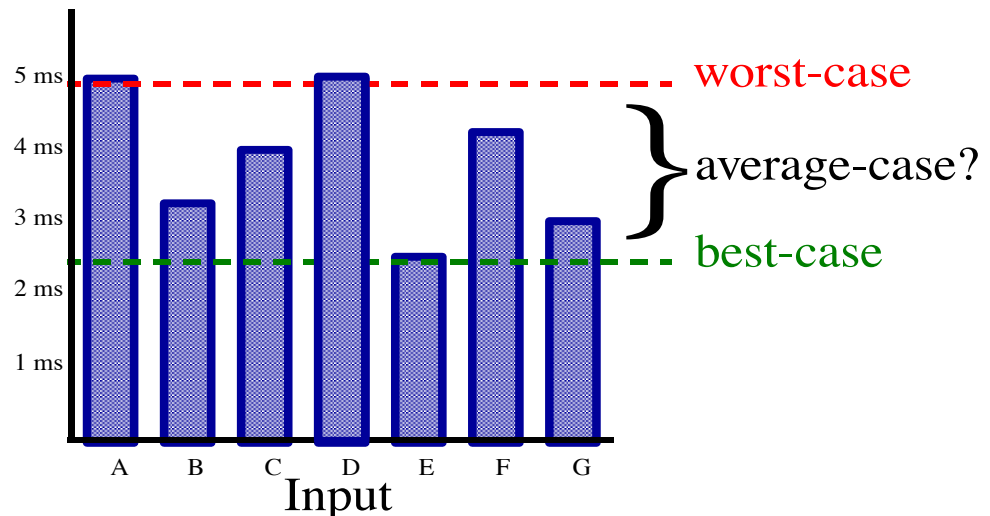 5 ms
worst-case
4 ms
average-case?
3 ms
best-case
2 ms
1 ms
A B C D E F G
Input